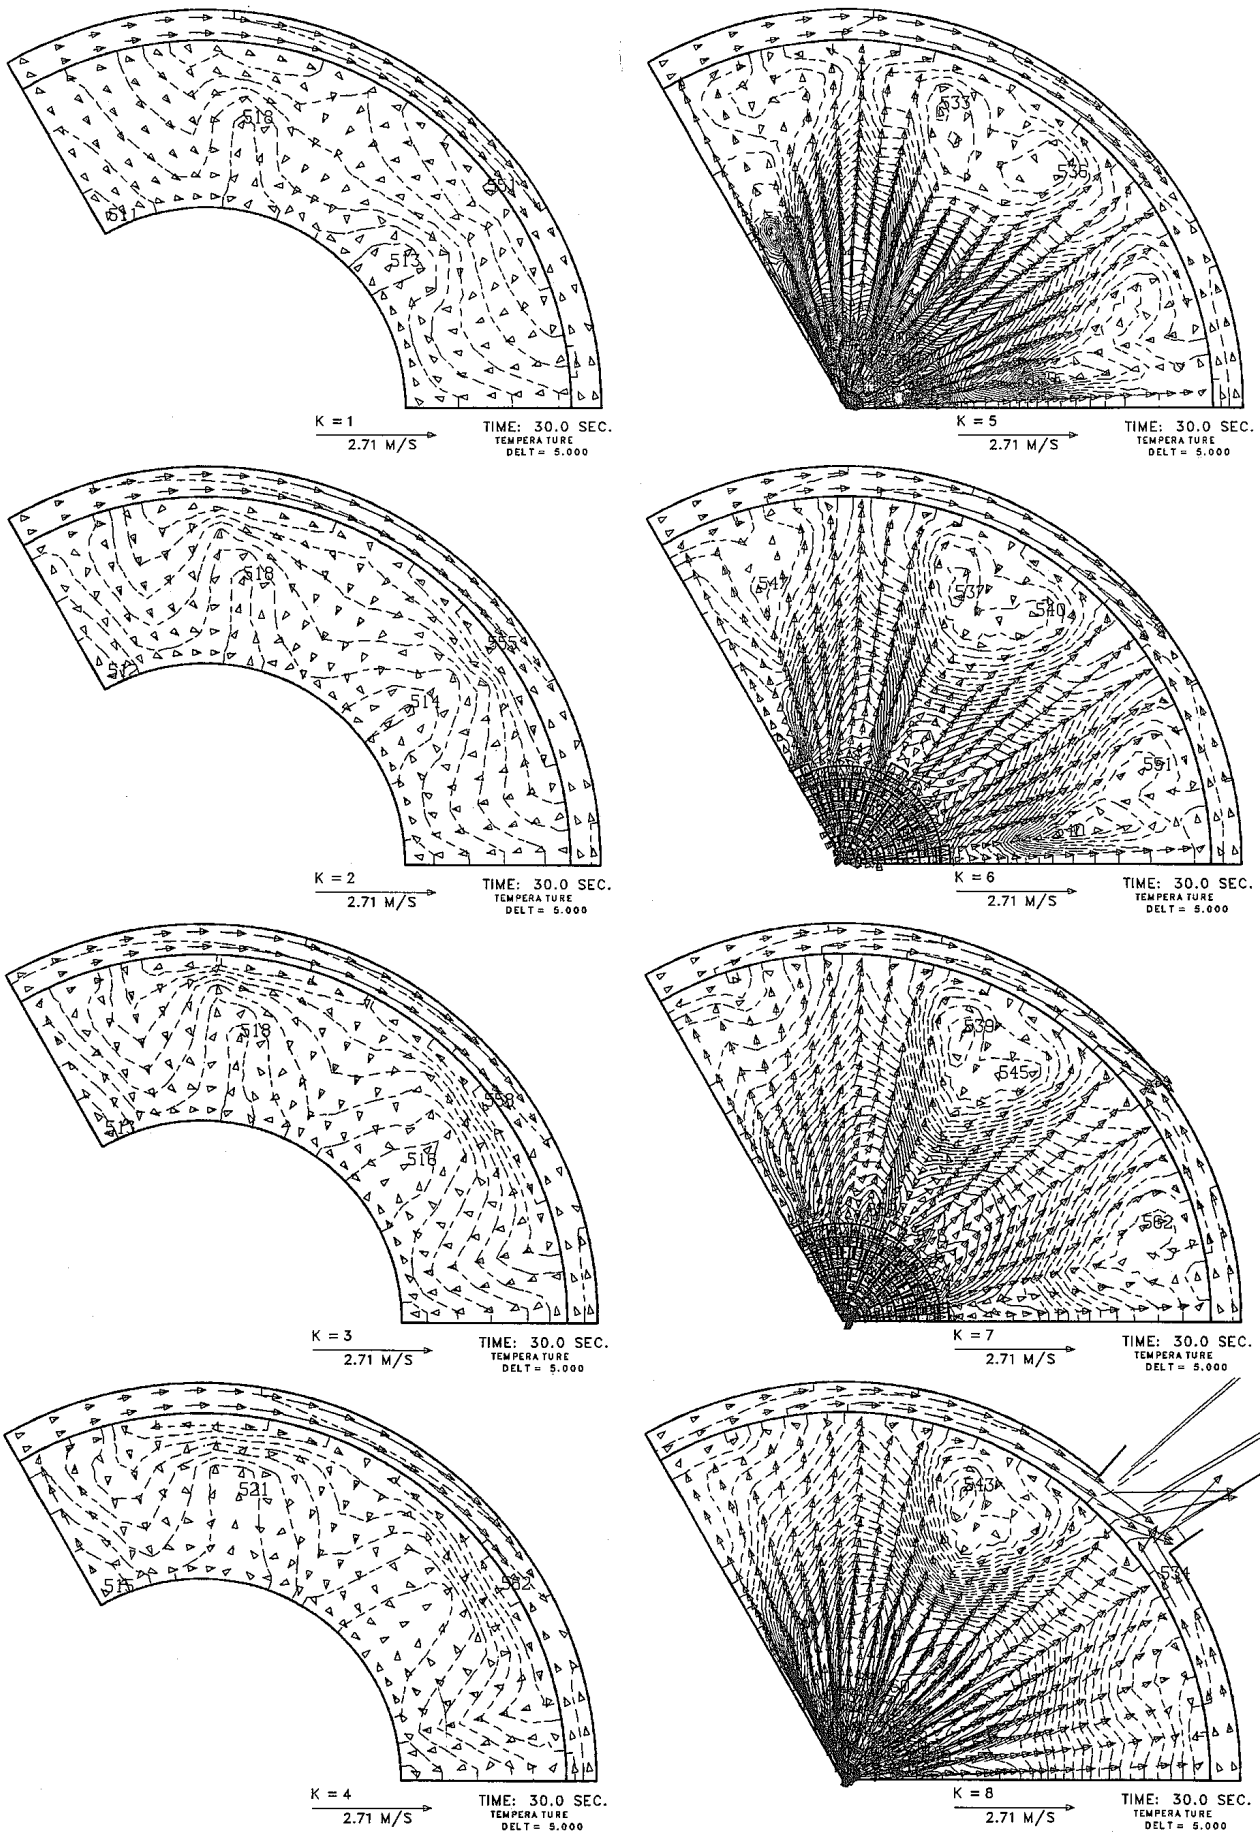 518
551
511
513
K = 1
2.71 M/S
TIME: 30.0 SEC.
TEMPERATURE
DELT = 5.000
518
555
514
K = 2
2.71 M/S
TIME: 30.0 SEC.
TEMPERATURE
DELT = 5.000
518
558
516
K = 3
2.71 M/S
TIME: 30.0 SEC.
TEMPERATURE
DELT = 5.000
521
562
515
K = 4
2.71 M/S
TIME: 30.0 SEC.
TEMPERATURE
DELT = 5.000
533
536
K = 5
2.71 M/S
TIME: 30.0 SEC.
TEMPERATURE
DELT = 5.000
547
537
540
551
K = 6
2.71 M/S
TIME: 30.0 SEC.
TEMPERATURE
DELT = 5.000
539
545
562
K = 7
2.71 M/S
TIME: 30.0 SEC.
TEMPERATURE
DELT = 5.000
543
534
K = 8
2.71 M/S
TIME: 30.0 SEC.
TEMPERATURE
DELT = 5.000